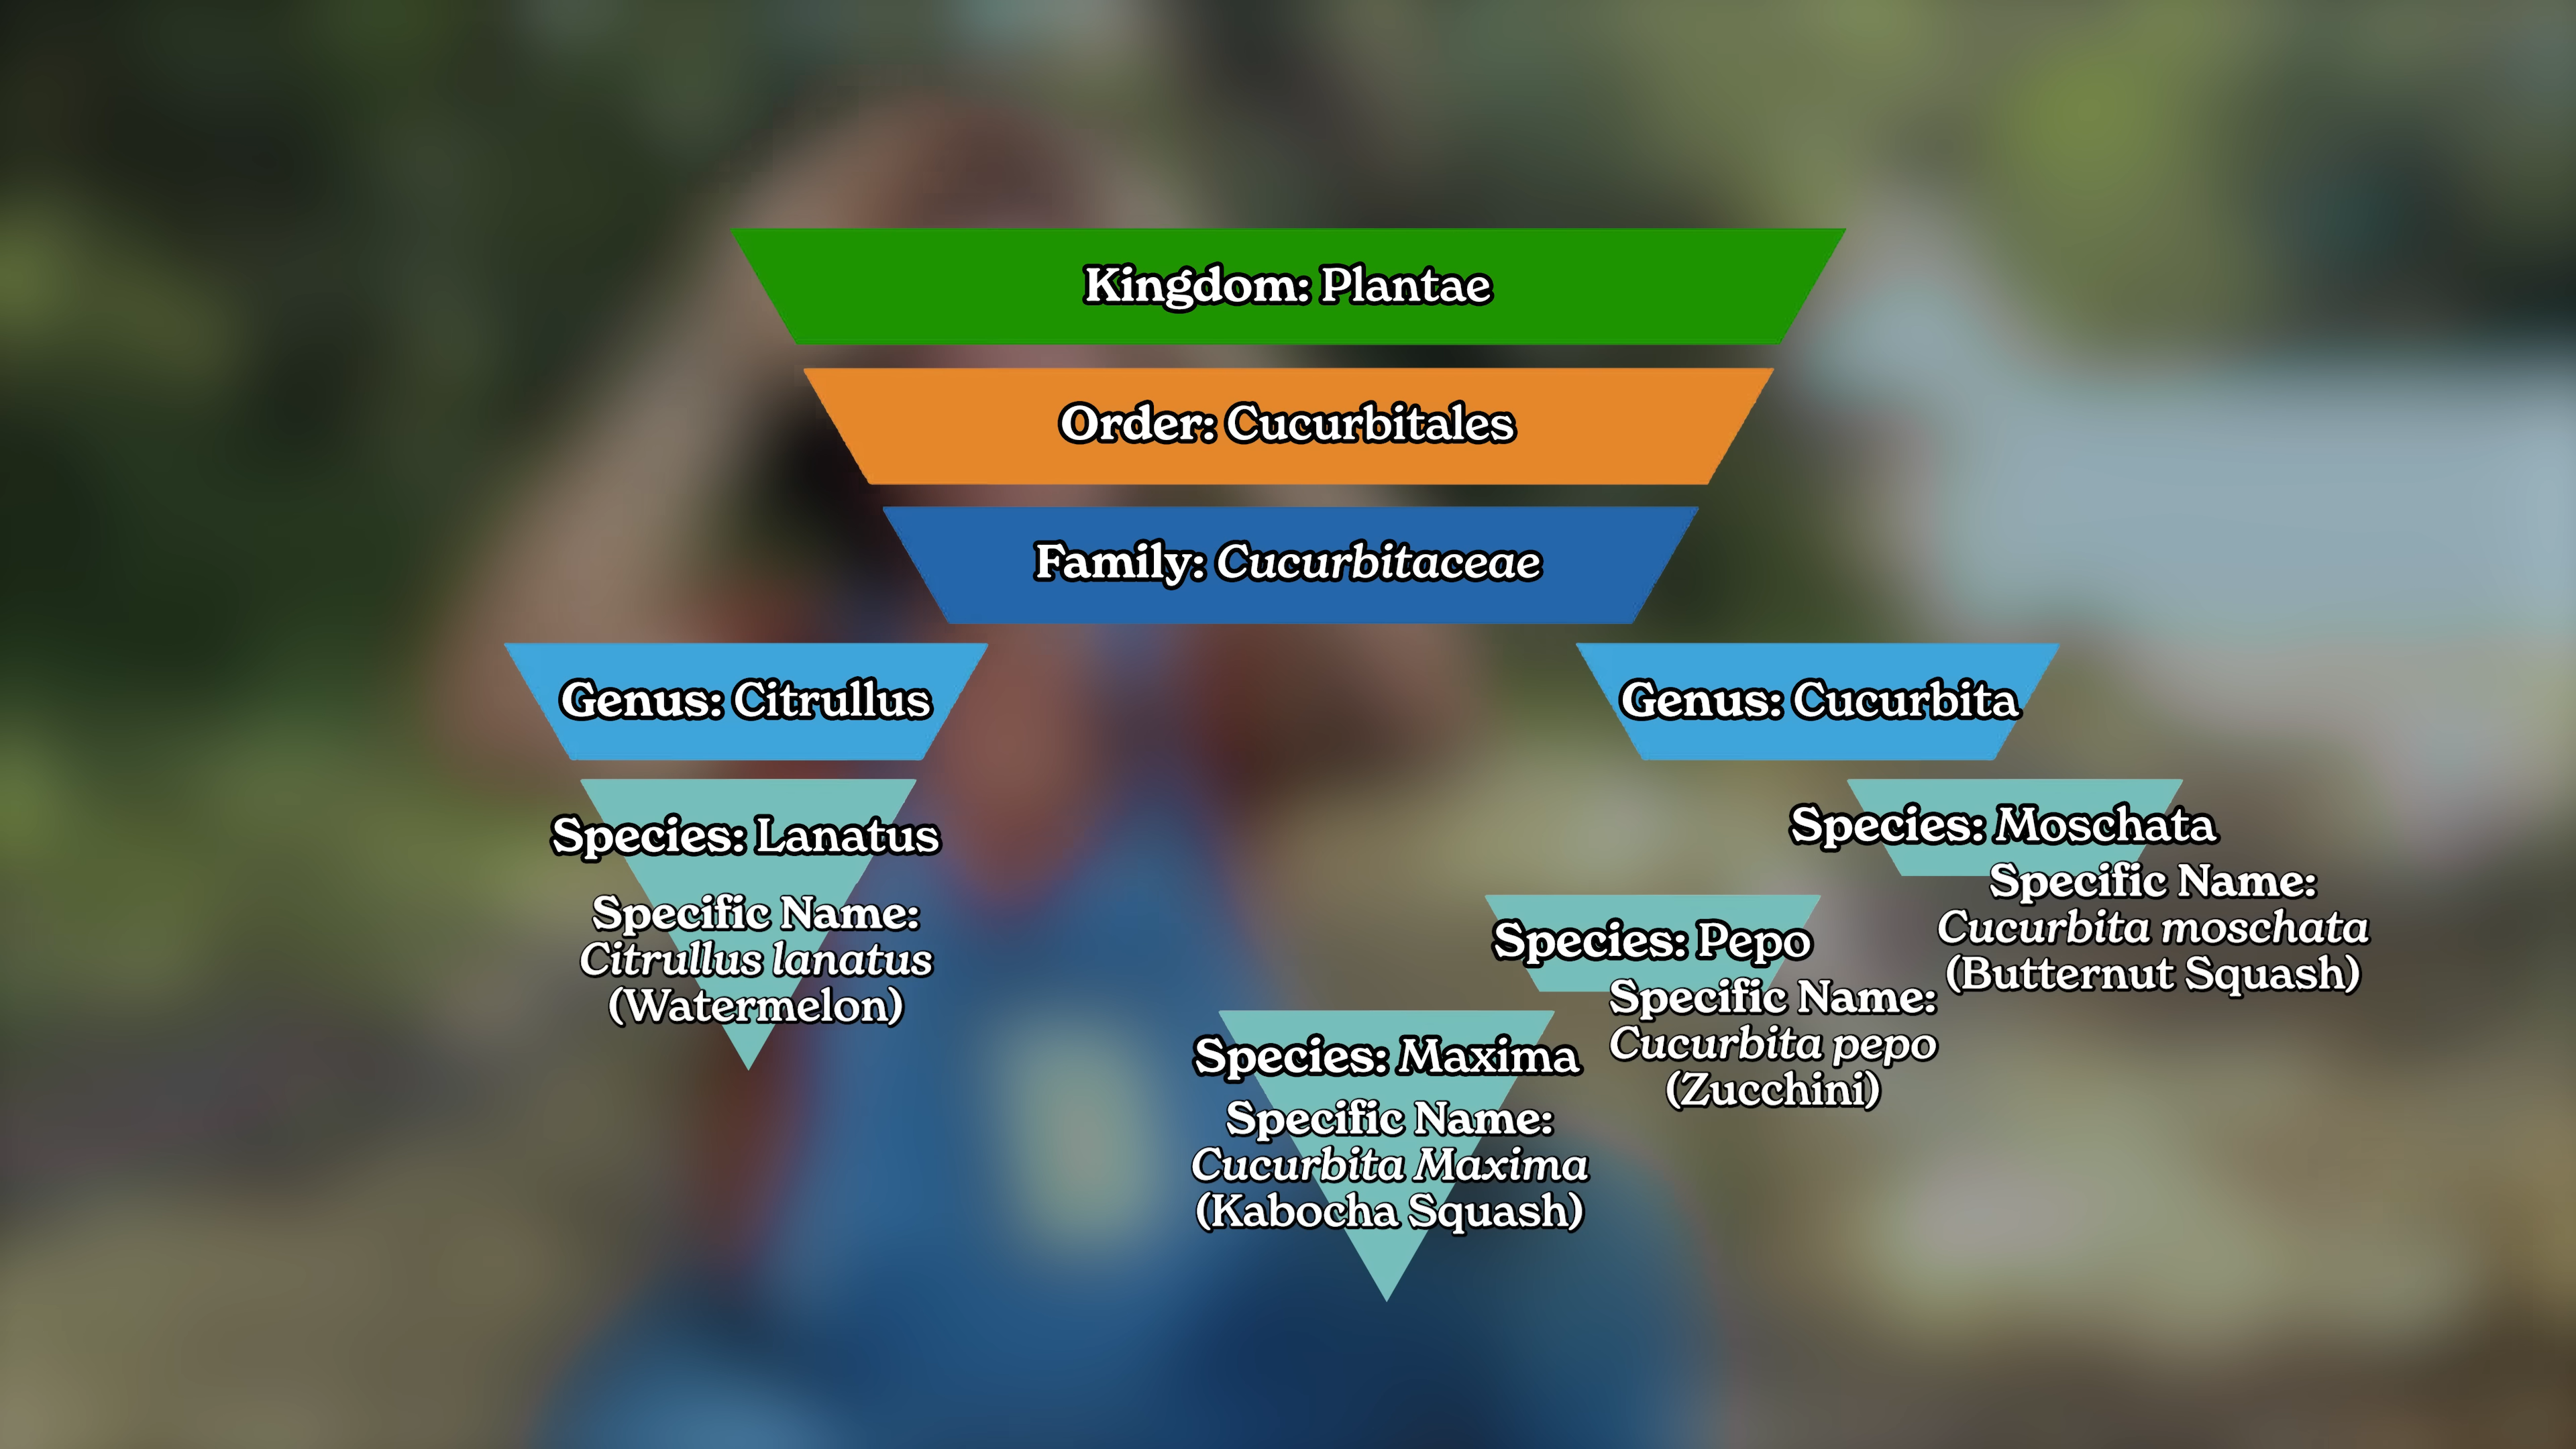 Kingdom: Plantae
Order: Cucurbitales
Family: Cucurbitaceae
Genus: Citrullus
Species: Lanatus
Specific Name:
Citrullus lanatus
(Watermelon)
Genus: Cucurbita
Species: Moschata
Specific Name:
Cucurbita moschata
(Butternut Squash)
Species: Pepo
Specific Name:
Cucurbita pepo
(Zucchini)
Species: Maxima
Specific Name:
Cucurbita Maxima
(Kabocha Squash)